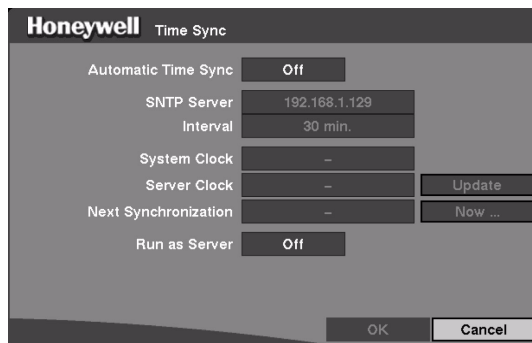 Honeywell Time Sync
Automatic Time Sync Off
SNTP Server 192.168.1.129
Interval 30 min.
System Clock –
Server Clock – Update
Next Synchronization – Now ...
Run as Server Off
OK Cancel